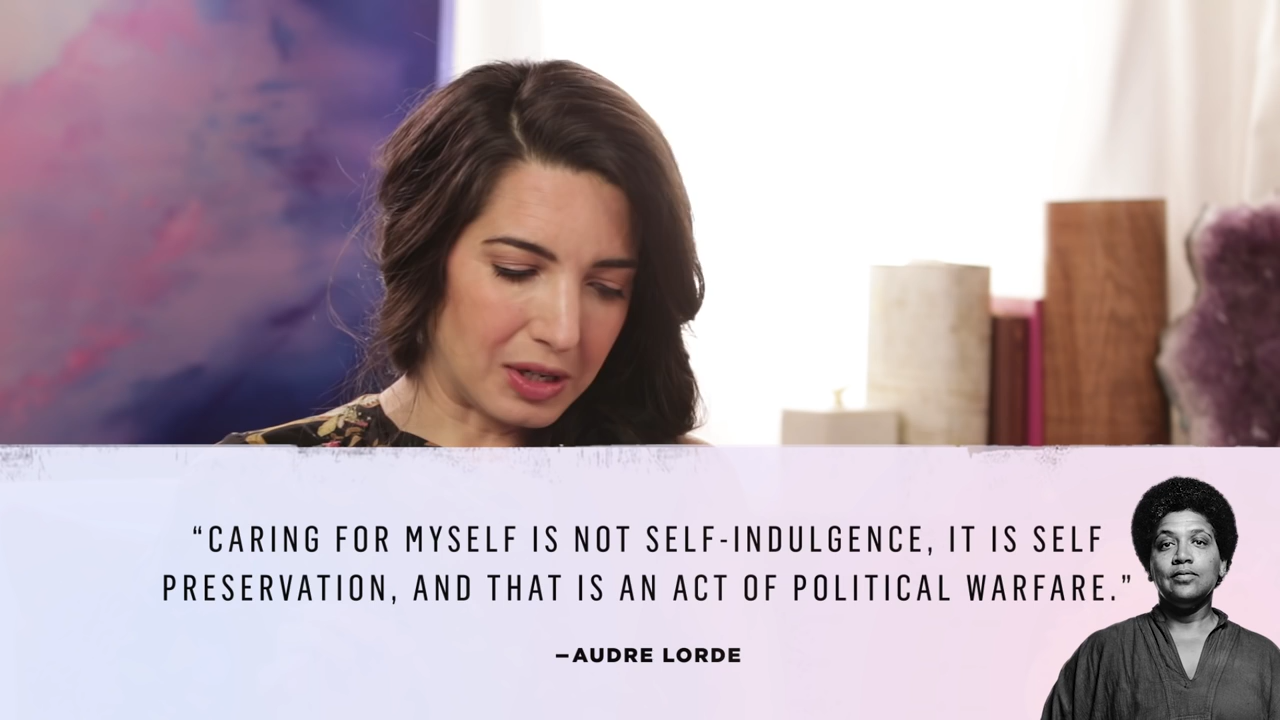 “CARING FOR MYSELF IS NOT SELF-INDULGENCE, IT IS SELF
PRESERVATION, AND THAT IS AN ACT OF POLITICAL WARFARE.”
–AUDRE LORDE